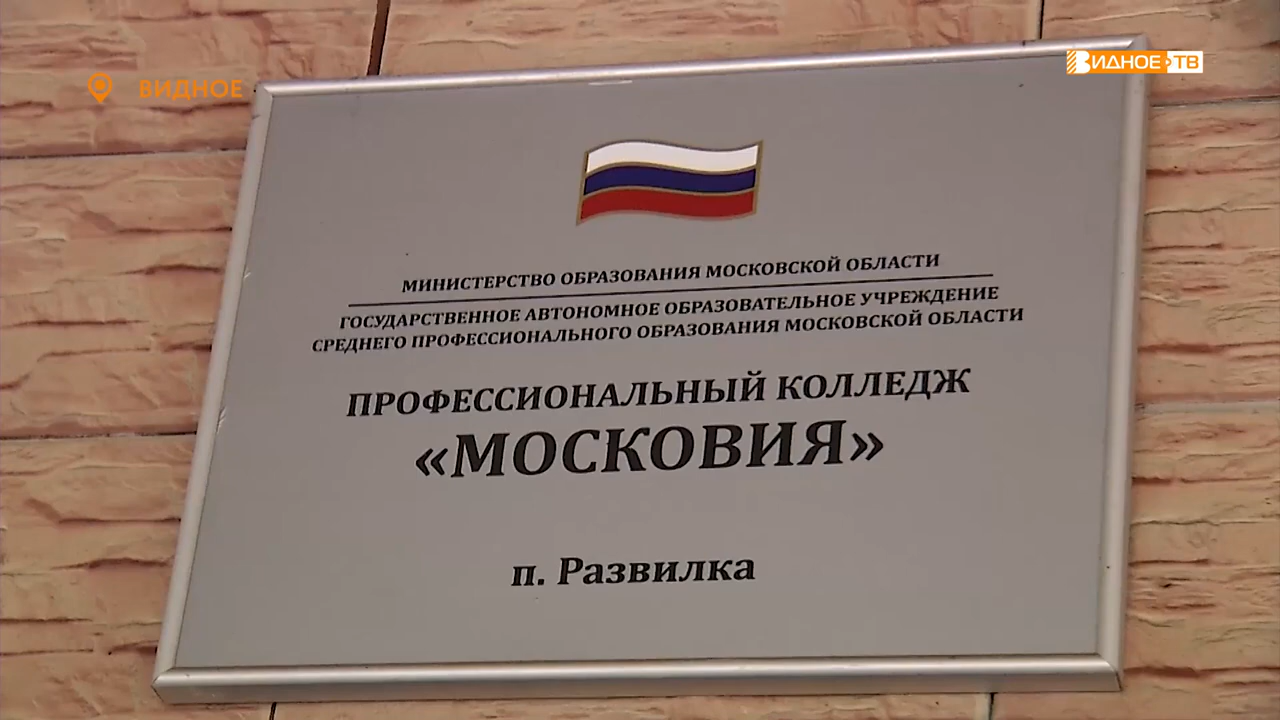 ВИДНОЕ
ВИДНОЕ ТВ
МИНИСТЕРСТВО ОБРАЗОВАНИЯ МОСКОВСКОЙ ОБЛАСТИ
ГОСУДАРСТВЕННОЕ АВТОНОМНОЕ ОБРАЗОВАТЕЛЬНОЕ УЧРЕЖДЕНИЕ
СРЕДНЕГО ПРОФЕССИОНАЛЬНОГО ОБРАЗОВАНИЯ МОСКОВСКОЙ ОБЛАСТИ
ПРОФЕССИОНАЛЬНЫЙ КОЛЛЕДЖ
«МОСКОВИЯ»
п. Развилка